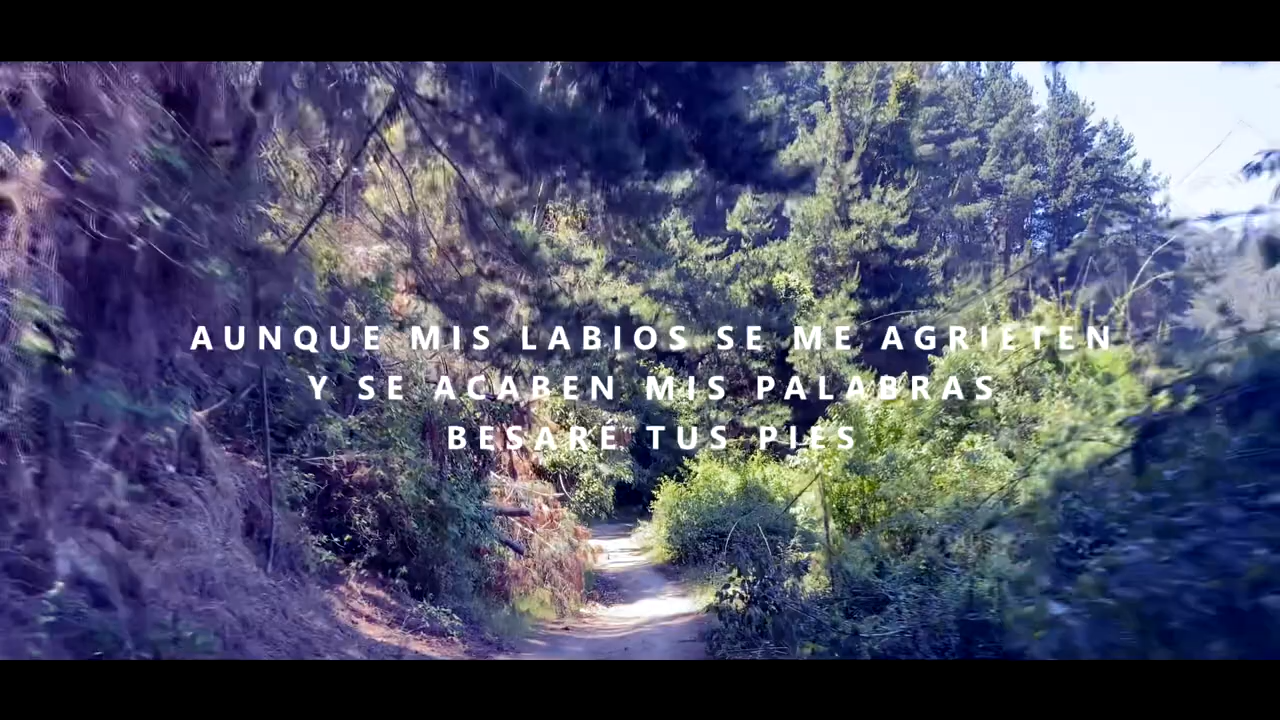 AUNQUE MIS LABIOS SE ME AGRIETEN
Y SE ACABEN MIS PALABRAS
BESARÉ TUS PIES